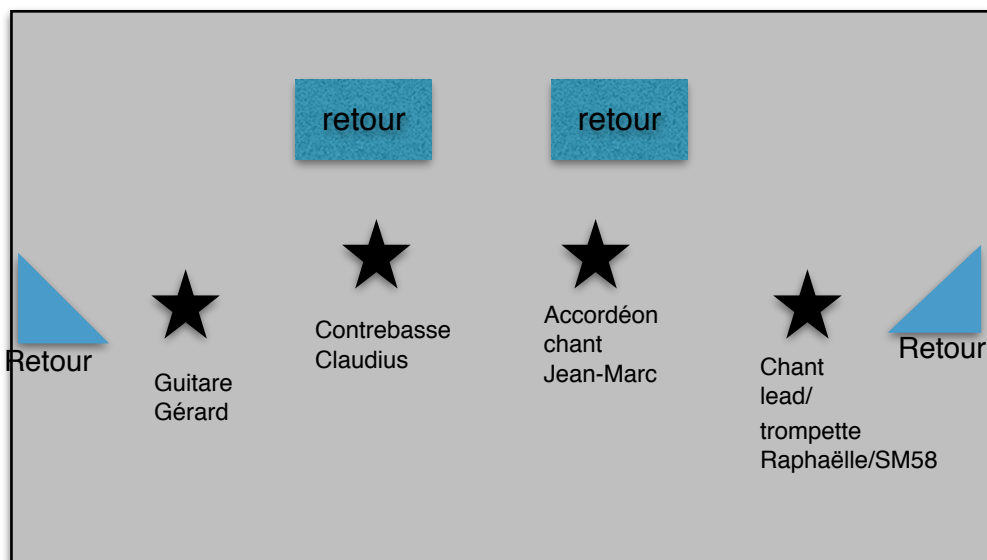 retour
retour
Retour
Guitare
Gérard
Contrebasse
Claudius
Accordéon
chant
Jean-Marc
Chant
lead/
trompette
Raphaëlle/SM58
Retour